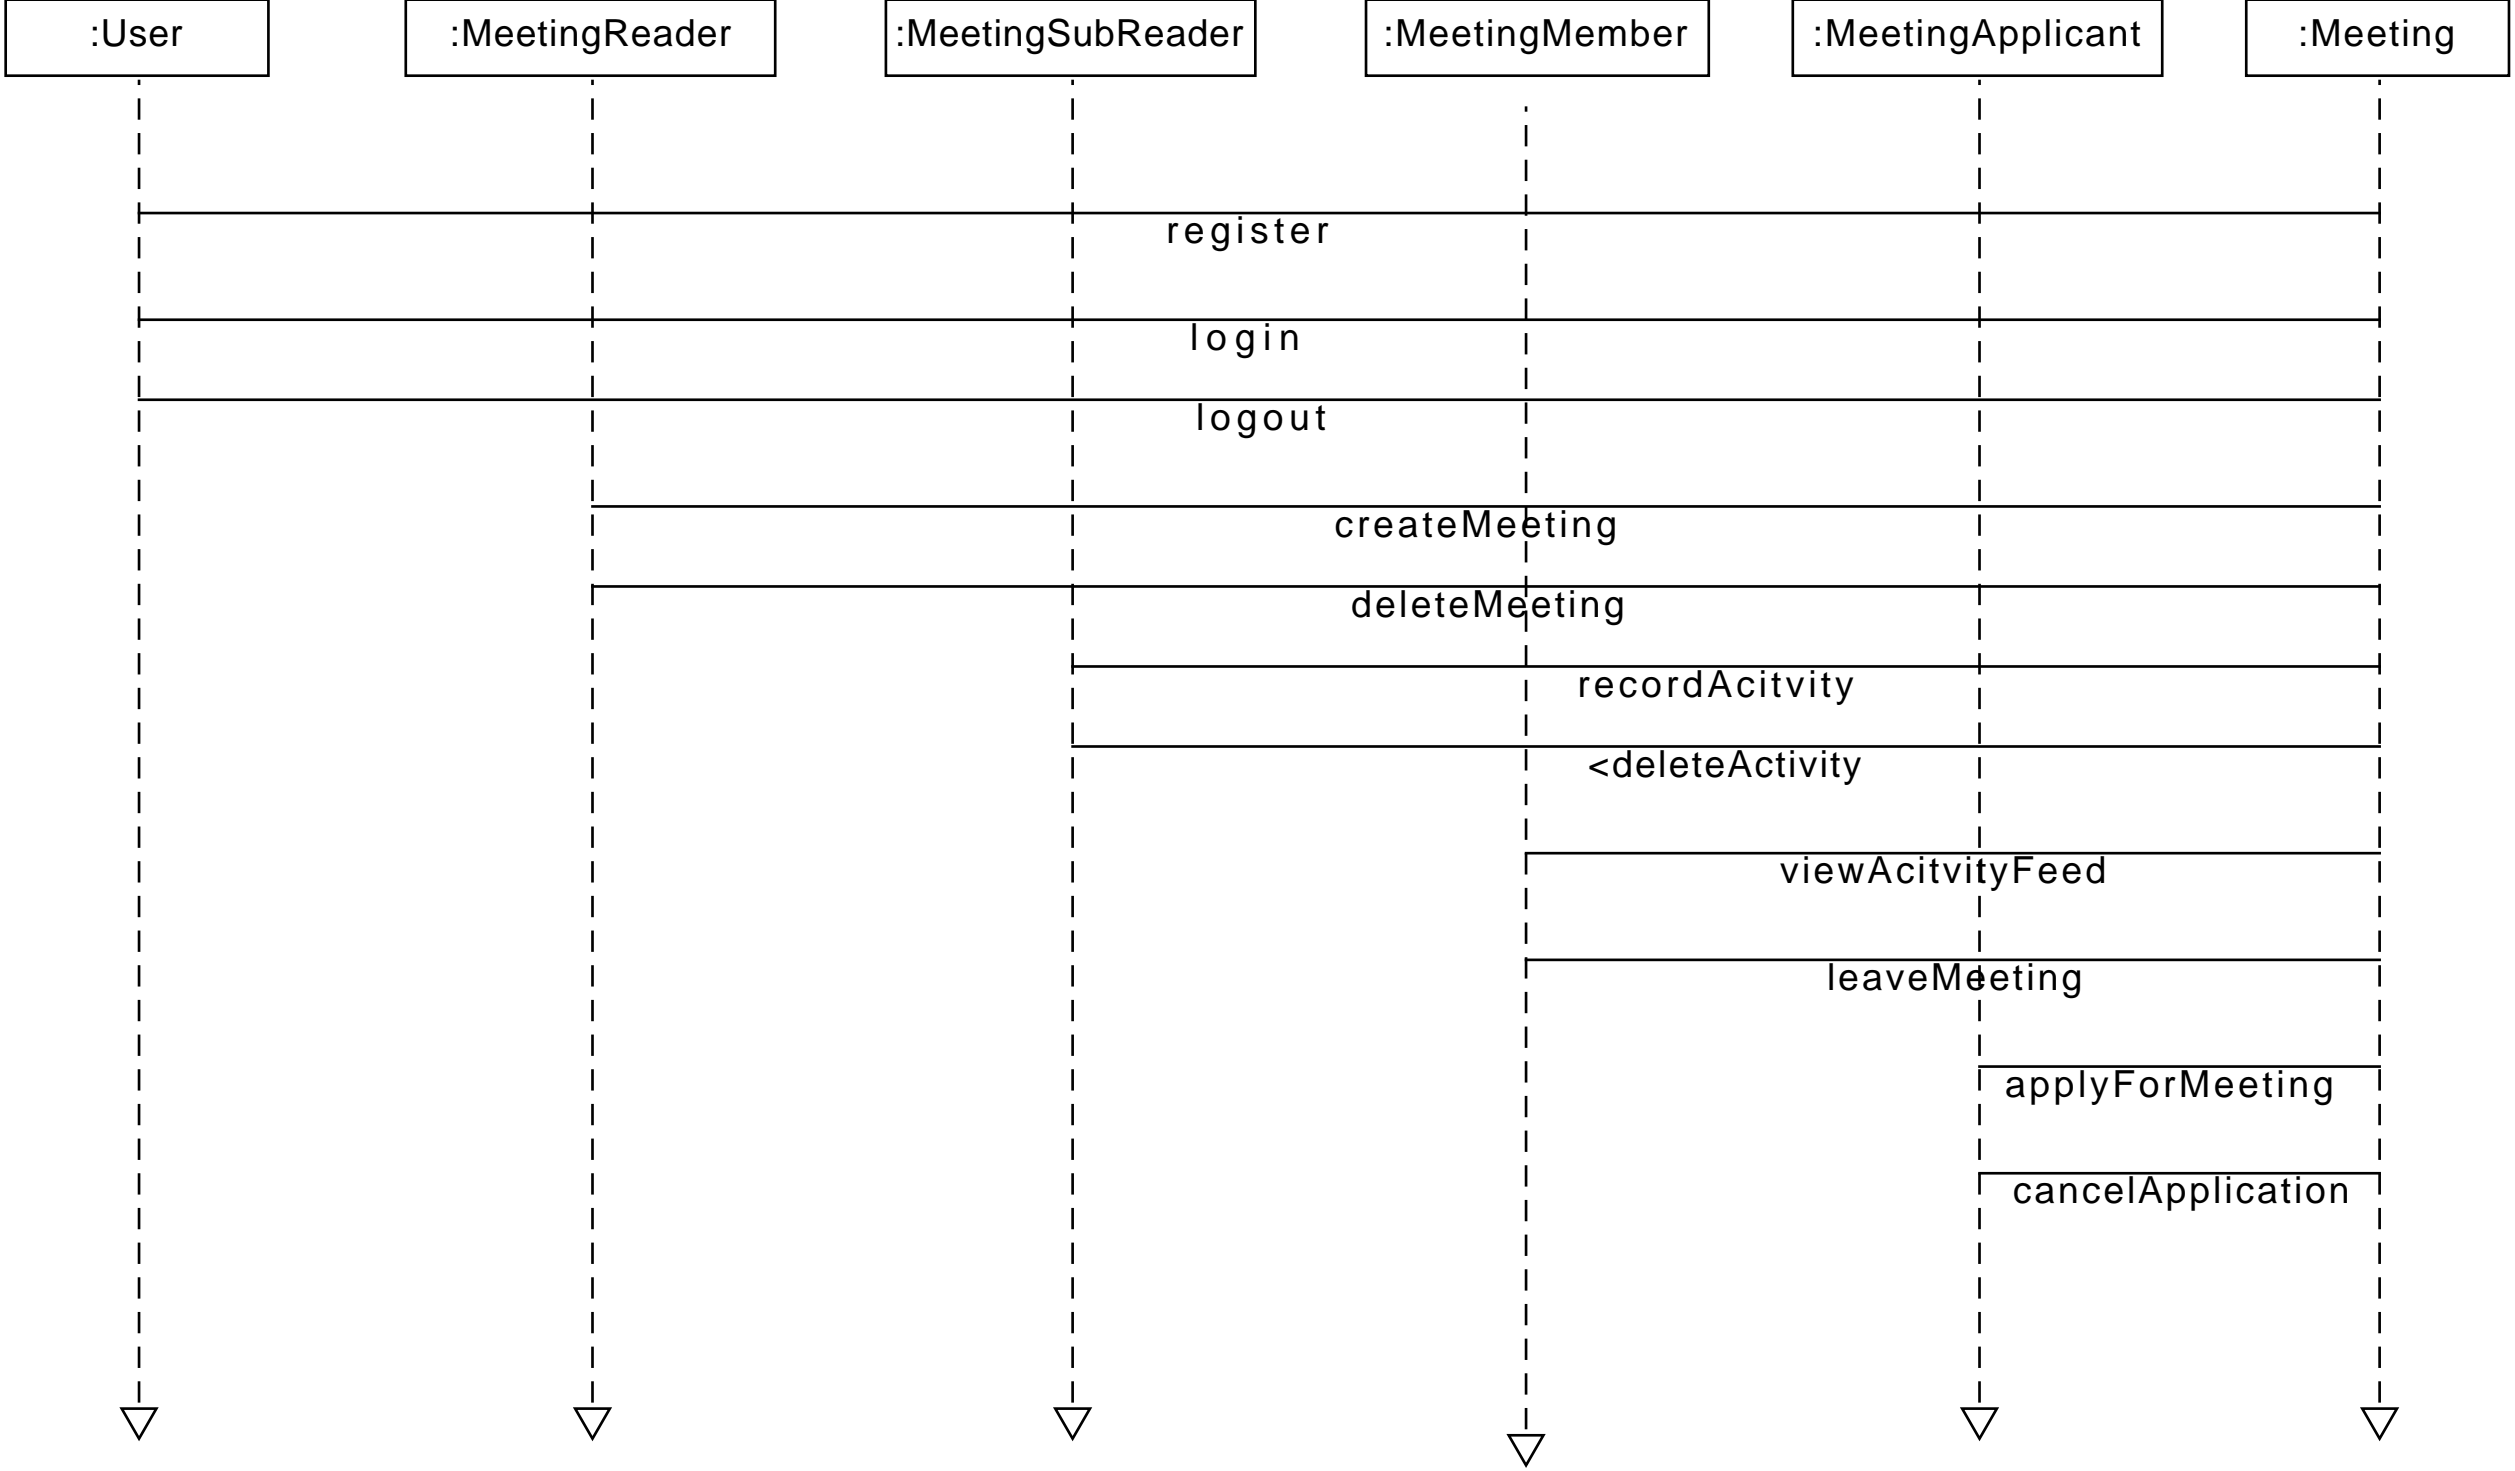 :User
:MeetingReader
:MeetingSubReader
:MeetingMember
:MeetingApplicant
:Meeting
register
login
logout
createMeeting
deleteMeeting
recordAcitvity
<deleteActivity
viewAcitvityFeed
leaveMeeting
applyForMeeting
cancelApplication